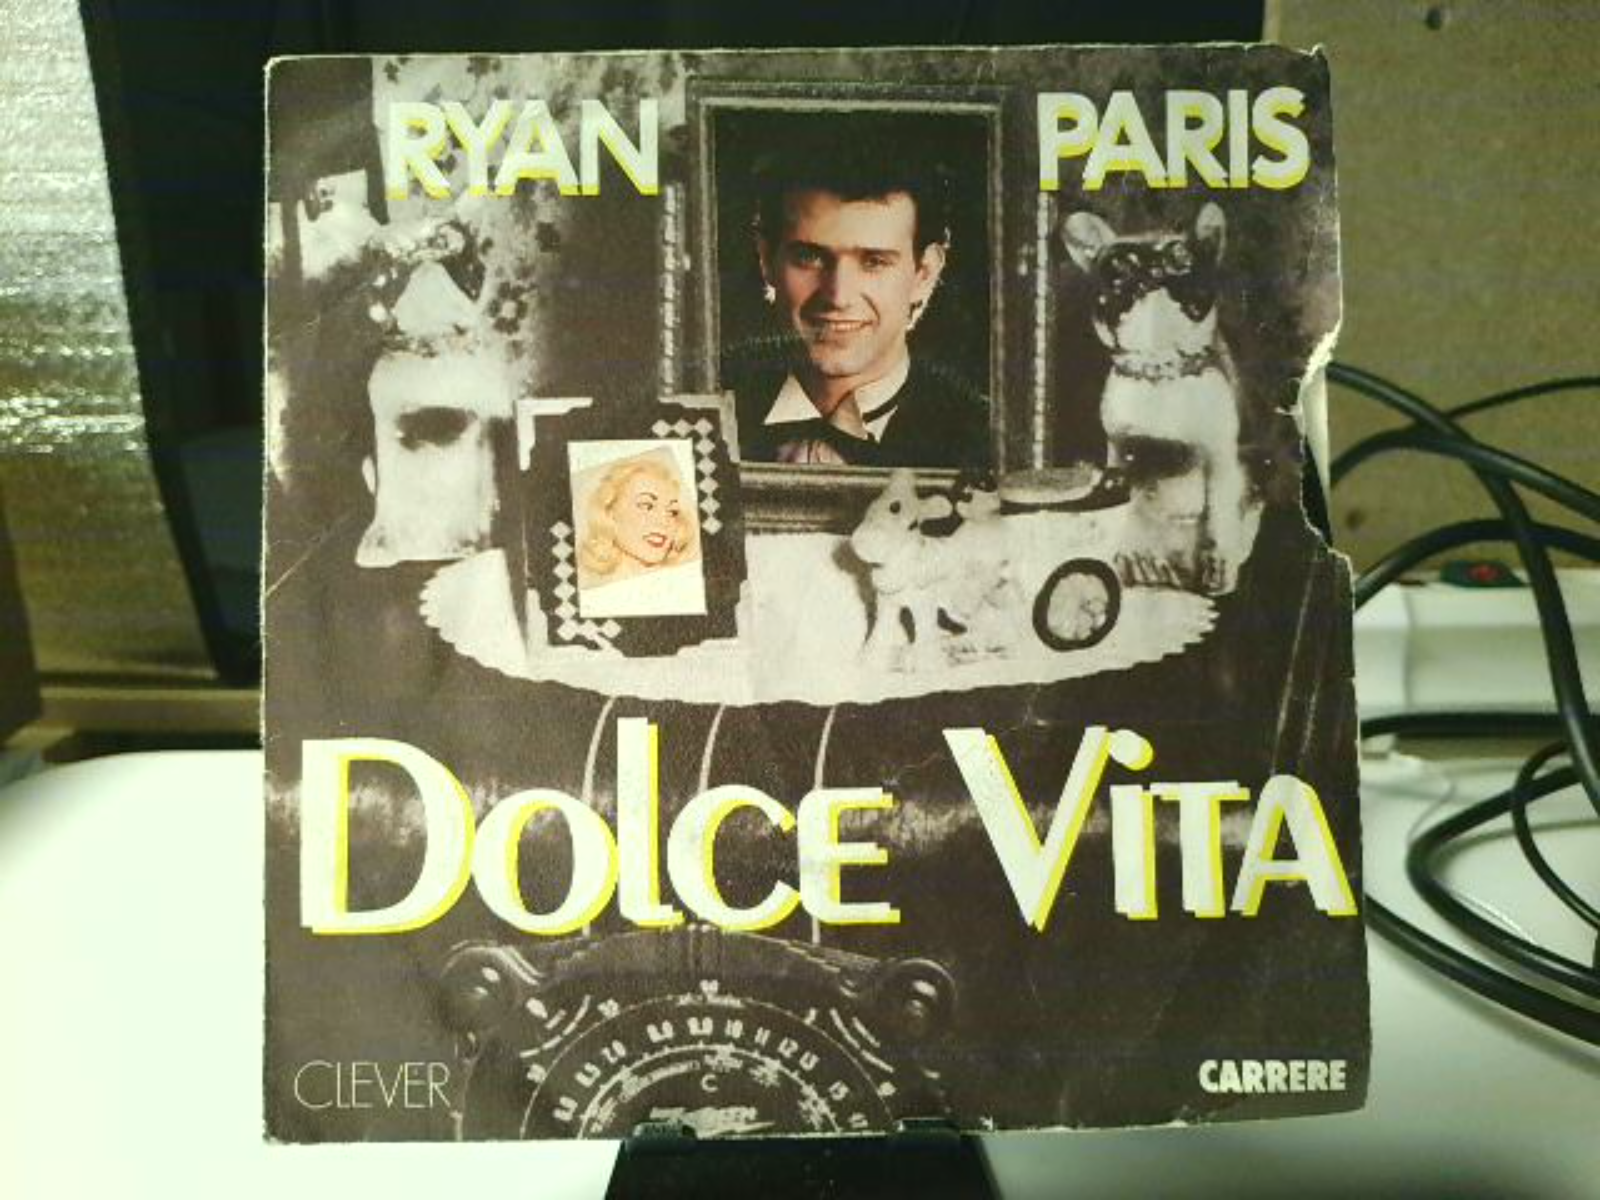 RYAN PARIS
DOLCE VITA
CLEVER
CARRERE